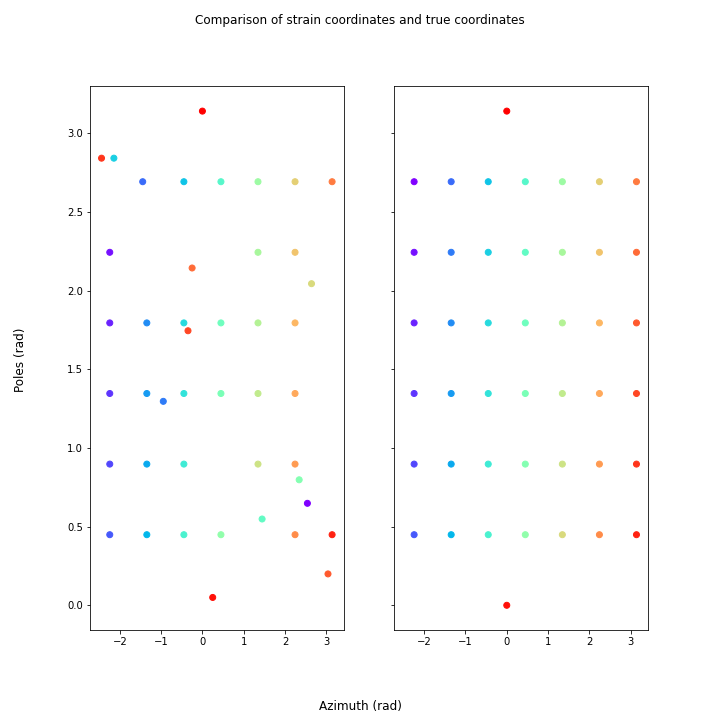 Comparison of strain coordinates and true coordinates
Poles (rad)
3.0
2.5
2.0
1.5
1.0
0.5
0.0
−2 −1 0 1 2 3
−2 −1 0 1 2 3
Azimuth (rad)